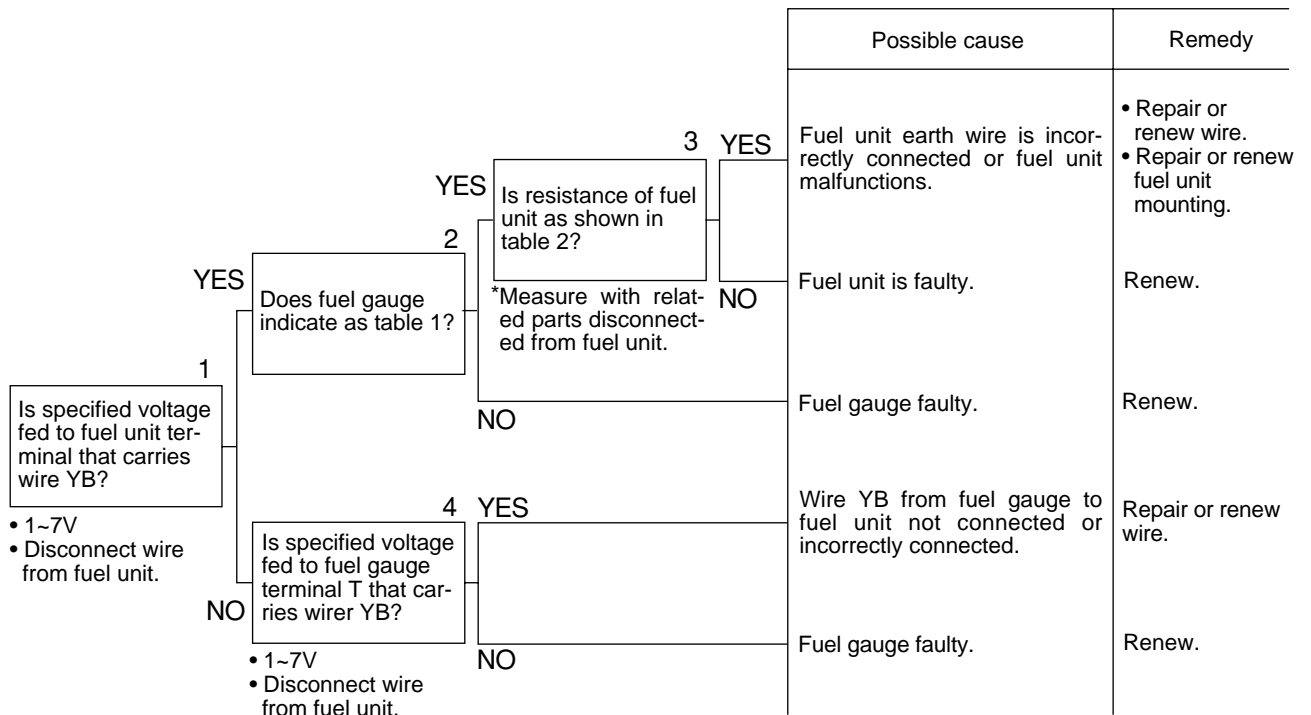 Possible cause
Remedy
1
Is specified voltage
fed to fuel unit ter-
minal that carries
wire YB?
• 1~7V
• Disconnect wire
from fuel unit.
YES
NO
2
Does fuel gauge
indicate as table 1?
YES
NO
3
Is resistance of fuel
unit as shown in
table 2?
*Measure with relat-
ed parts disconnect-
ed from fuel unit.
YES
NO
4
Is specified voltage
fed to fuel gauge
terminal T that car-
ries wirer YB?
• 1~7V
• Disconnect wire
from fuel unit.
YES
NO
Fuel unit earth wire is incor-
rectly connected or fuel unit
malfunctions.
• Repair or
renew wire.
• Repair or renew
fuel unit
mounting.
Fuel unit is faulty.
Renew.
Fuel gauge faulty.
Renew.
Wire YB from fuel gauge to
fuel unit not connected or
incorrectly connected.
Repair or renew
wire.
Fuel gauge faulty.
Renew.